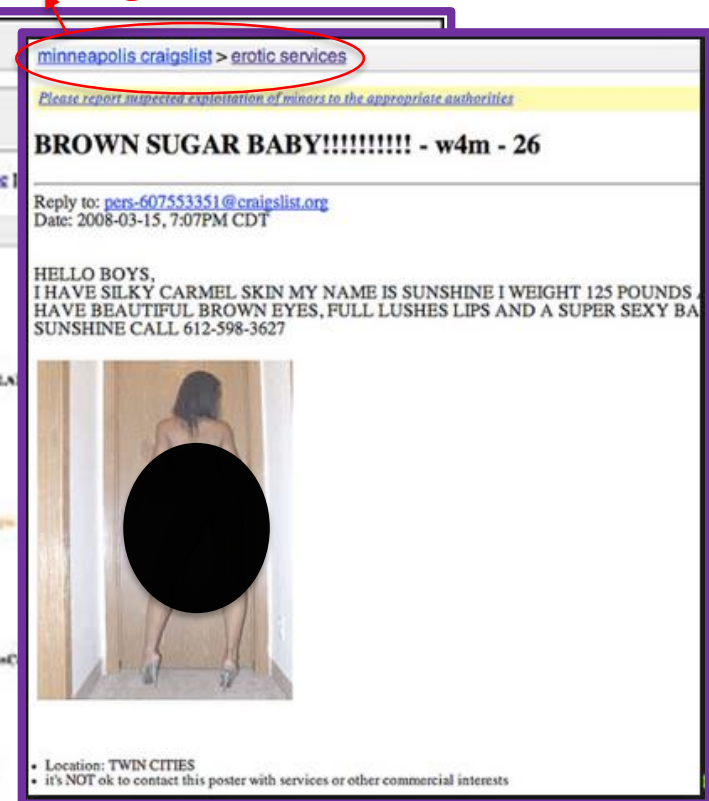 minneapolis craigslist > erotic services
Please report suspected exploitation of minors to the appropriate authorities
BROWN SUGAR BABY!!!!!!!!!! - w4m - 26
Reply to: pers-607553351@craigslist.org
Date: 2008-03-15, 7:07PM CDT
HELLO BOYS,
I HAVE SILKY CARMEL SKIN MY NAME IS SUNSHINE I WEIGHT 125 POUNDS
HAVE BEAUTIFUL BROWN EYES, FULL LUSHES LIPS AND A SUPER SEXY BA
SUNSHINE CALL 612-598-3627
• Location: TWIN CITIES
• it's NOT ok to contact this poster with services or other commercial interests